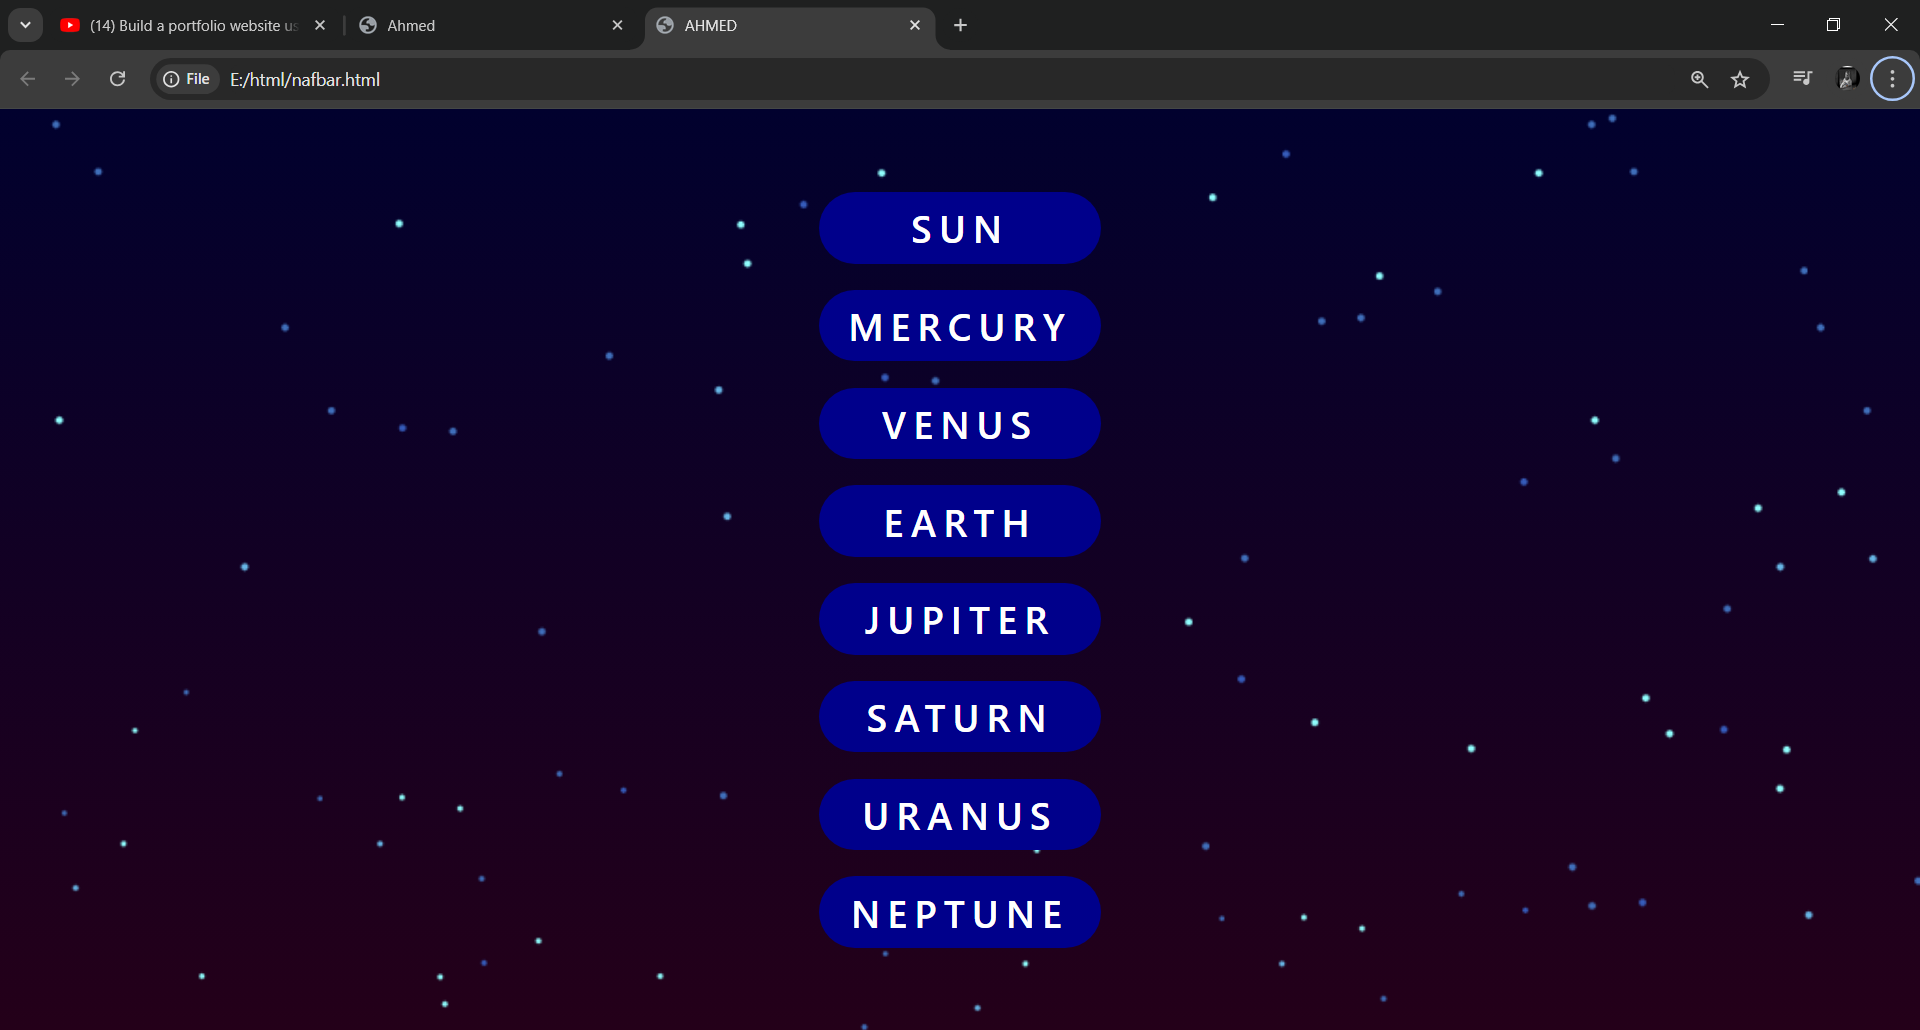 (14) Build a portfolio website us
Ahmed
AHMED
File E:/html/nafbar.html
SUN
MERCURY
VENUS
EARTH
JUPITER
SATURN
URANUS
NEPTUNE